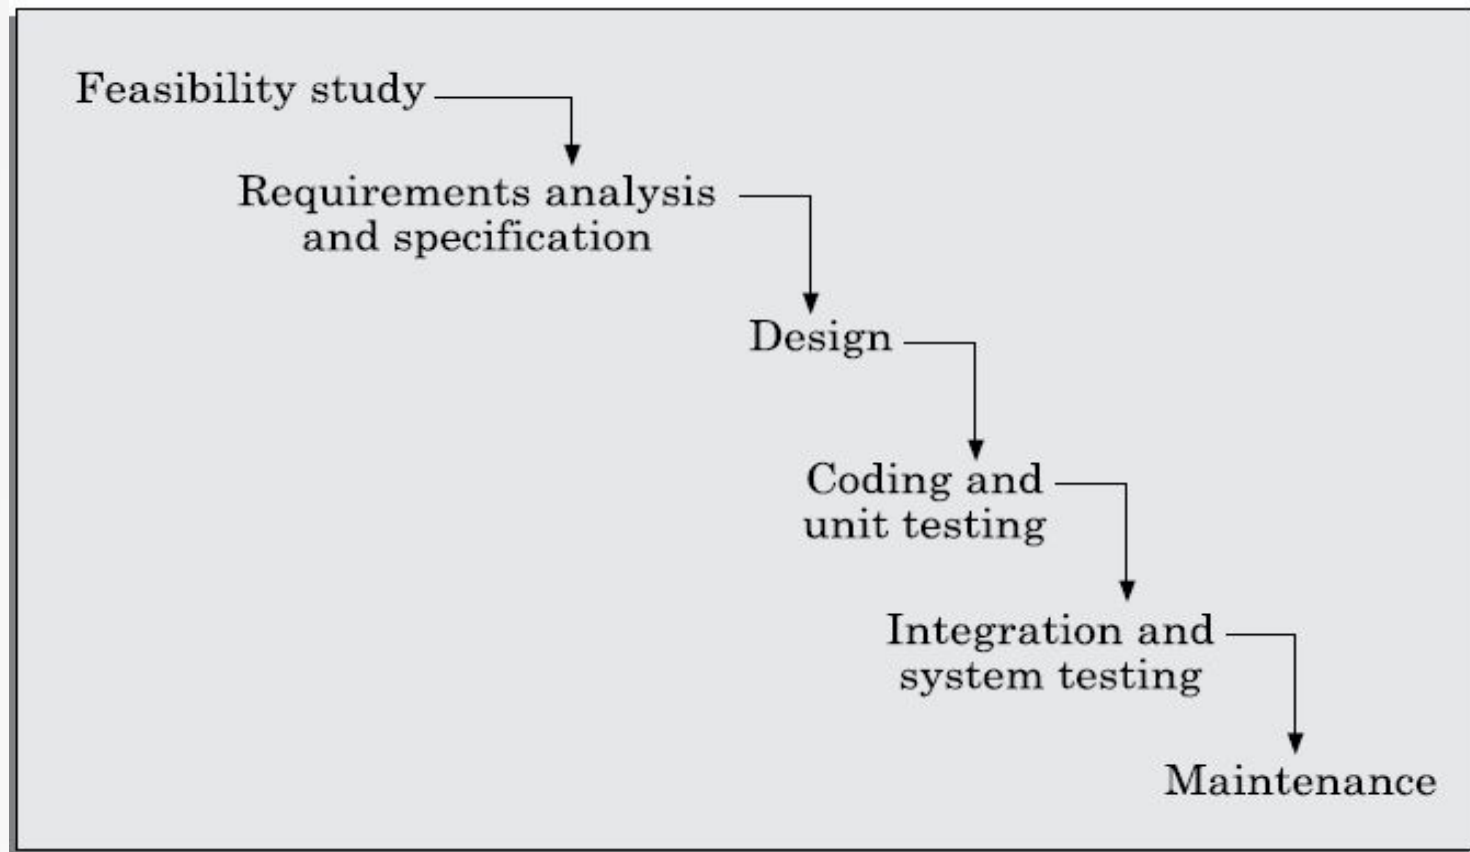 Feasibility study
Requirements analysis
and specification
Design
Coding and
unit testing
Integration and
system testing
Maintenance